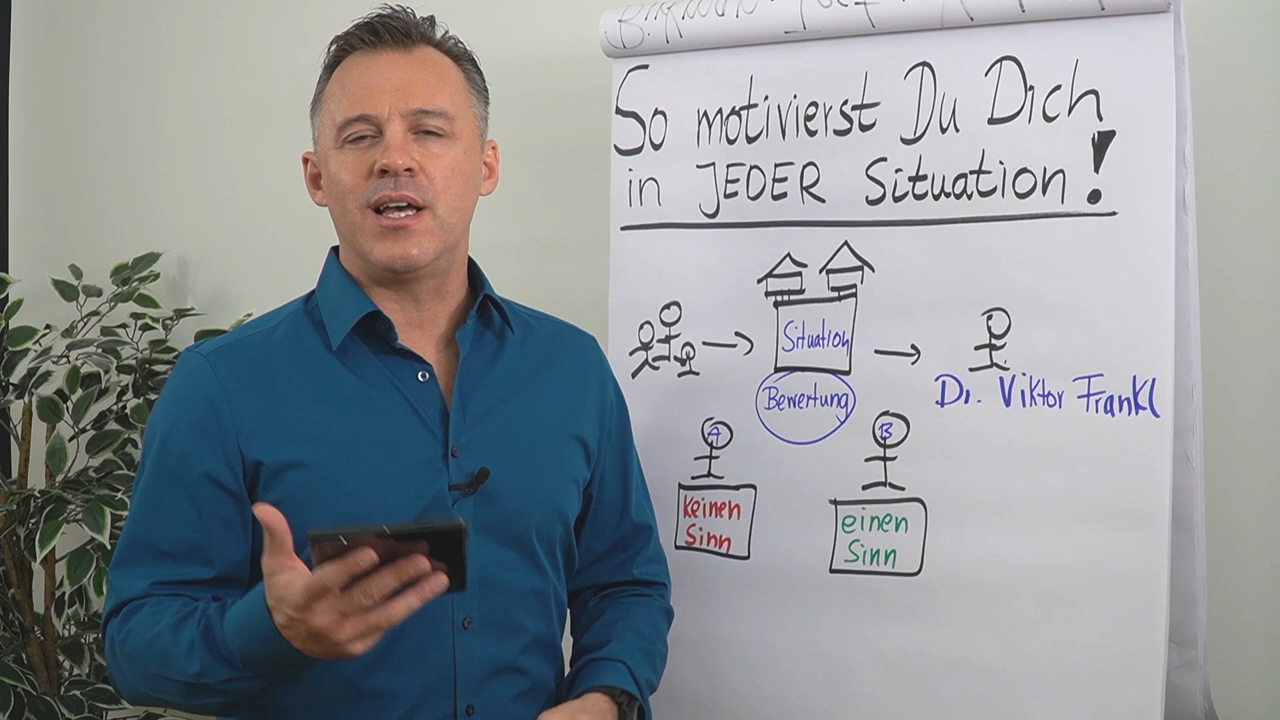 So motivierst Du Dich
in JEDER Situation!
Situation
Bewertung
Dr. Viktor Frankl
A
B
keinen
Sinn
einen
Sinn